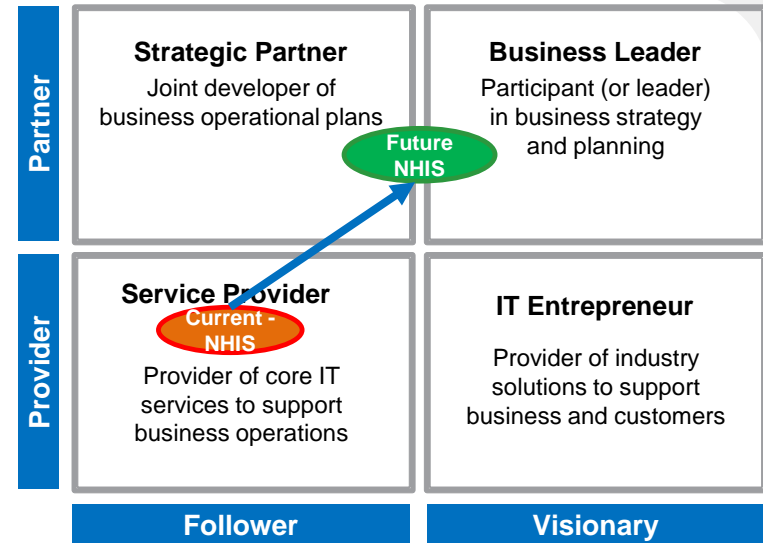 Partner
Strategic Partner
Joint developer of
business operational plans
Business Leader
Participant (or leader)
in business strategy
and planning
Future
NHIS
Provider
Service Provider
Current -
NHIS
Provider of core IT
services to support
business operations
IT Entrepreneur
Provider of industry
solutions to support
business and customers
Follower
Visionary